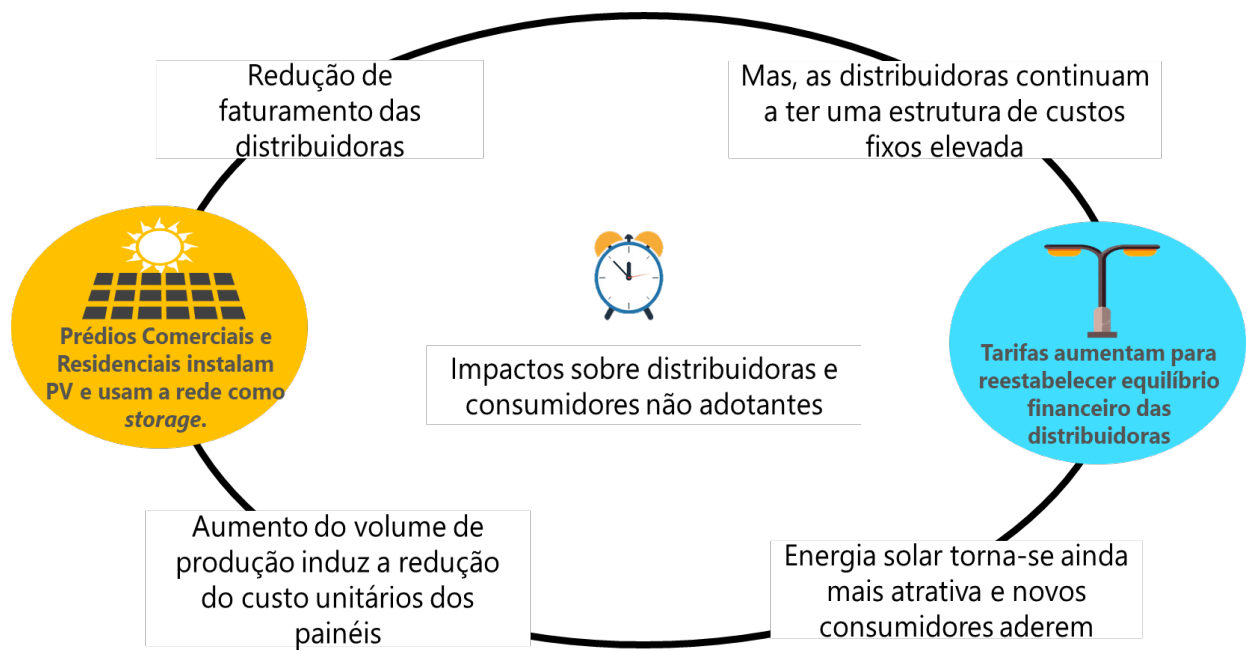 Redução de
faturamento das
distribuidoras
Mas, as distribuidoras continuam
a ter uma estrutura de custos
fixos elevada
Prédios Comerciais e
Residenciais instalam
PV e usam a rede como
storage.
Impactos sobre distribuidoras e
consumidores não adotantes
Tarifas aumentam para
reestabelecer equilíbrio
financeiro das
distribuidoras
Aumento do volume de
produção induz a redução
do custo unitários dos
painéis
Energia solar torna-se ainda
mais atrativa e novos
consumidores aderem